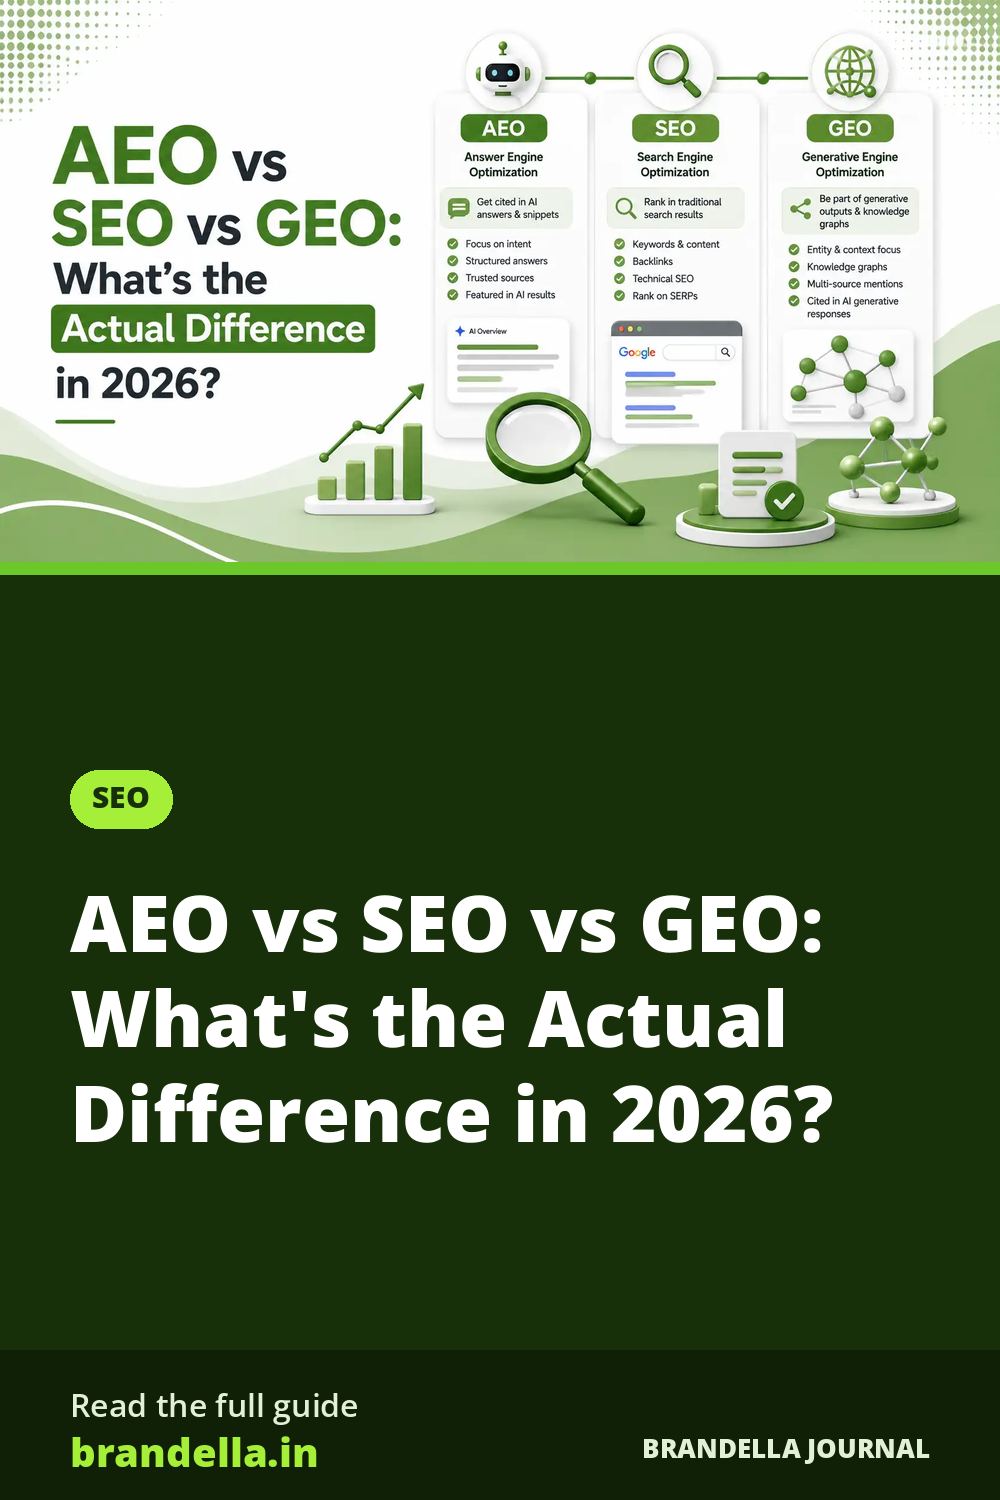 AEO vs
SEO vs GEO:
What’s the
Actual Difference
in 2026?
AEO
Answer Engine
Optimization
Get cited in AI
answers & snippets
Focus on intent
Structured answers
Trusted sources
Featured in AI results
AI Overview
SEO
Search Engine
Optimization
Rank in traditional
search results
Keywords & content
Backlinks
Technical SEO
Rank on SERPs
Google
GEO
Generative Engine
Optimization
Be part of generative
outputs & knowledge
graphs
Entity & context focus
Knowledge graphs
Multi-source mentions
Cited in AI generative
responses
SEO
AEO vs SEO vs GEO:
What's the Actual
Difference in 2026?
Read the full guide
brandella.in
BRANDELLA JOURNAL